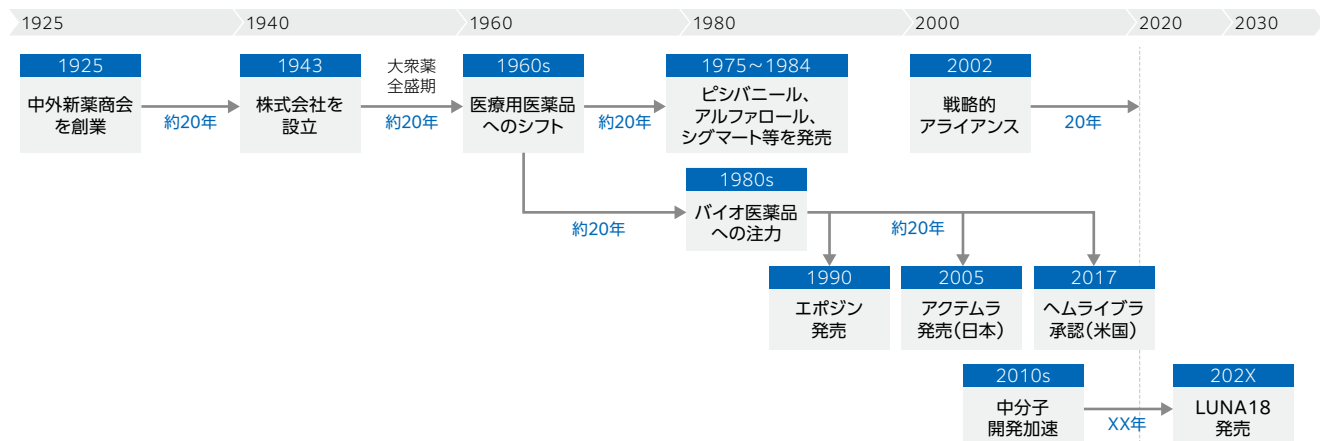 1925
1940
1960
1980
2000
2020
2030
1925
中外新薬商会
を創業
約20年
1943
株式会社を
設立
大衆薬
全盛期
約20年
1960s
医療用医薬品
へのシフト
約20年
1975～1984
ピシバニール、
アルファロール、
シグマート等を発売
2002
戦略的
アライアンス
20年
約20年
1980s
バイオ医薬品
への注力
約20年
1990
エポジン
発売
2005
アクテムラ
発売（日本）
2017
ヘムライブラ
承認（米国）
2010s
中分子
開発加速
XX年
202X
LUNA18
発売